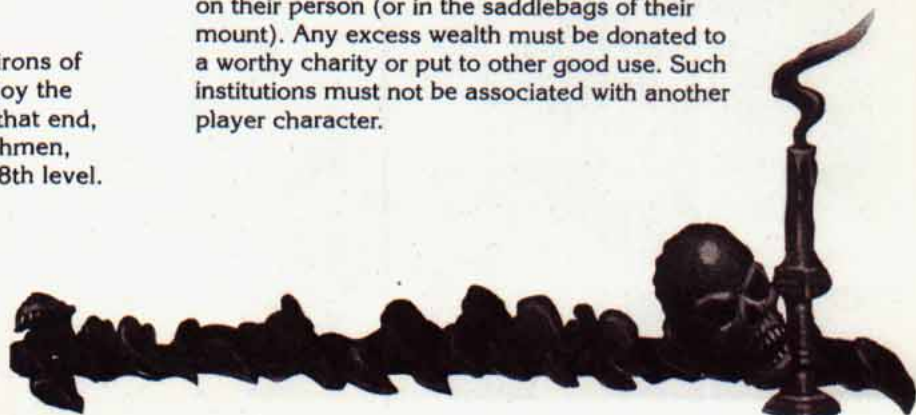 irons of
oy the
that end,
hmen,
8th level.
on their person (or in the saddlebags of their
mount). Any excess wealth must be donated to
a worthy charity or put to other good use. Such
institutions must not be associated with another
player character.